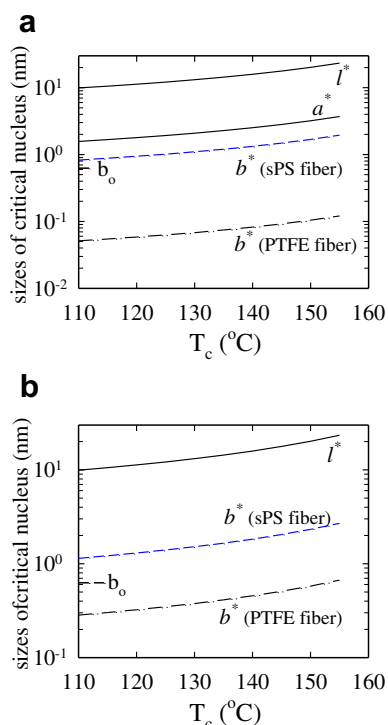 a
sizes of critical nucleus (nm)
10^1
10^0
10^-1
10^-2
l*
a*
b_o
b* (sPS fiber)
b* (PTFE fiber)
110 120 130 140 150 160
T_c (°C)
b
sizes ofcritical nucleus (nm)
10^1
10^0
10^-1
l*
b* (sPS fiber)
b_o
b* (PTFE fiber)
110 120 130 140 150 160
T_c (°C)